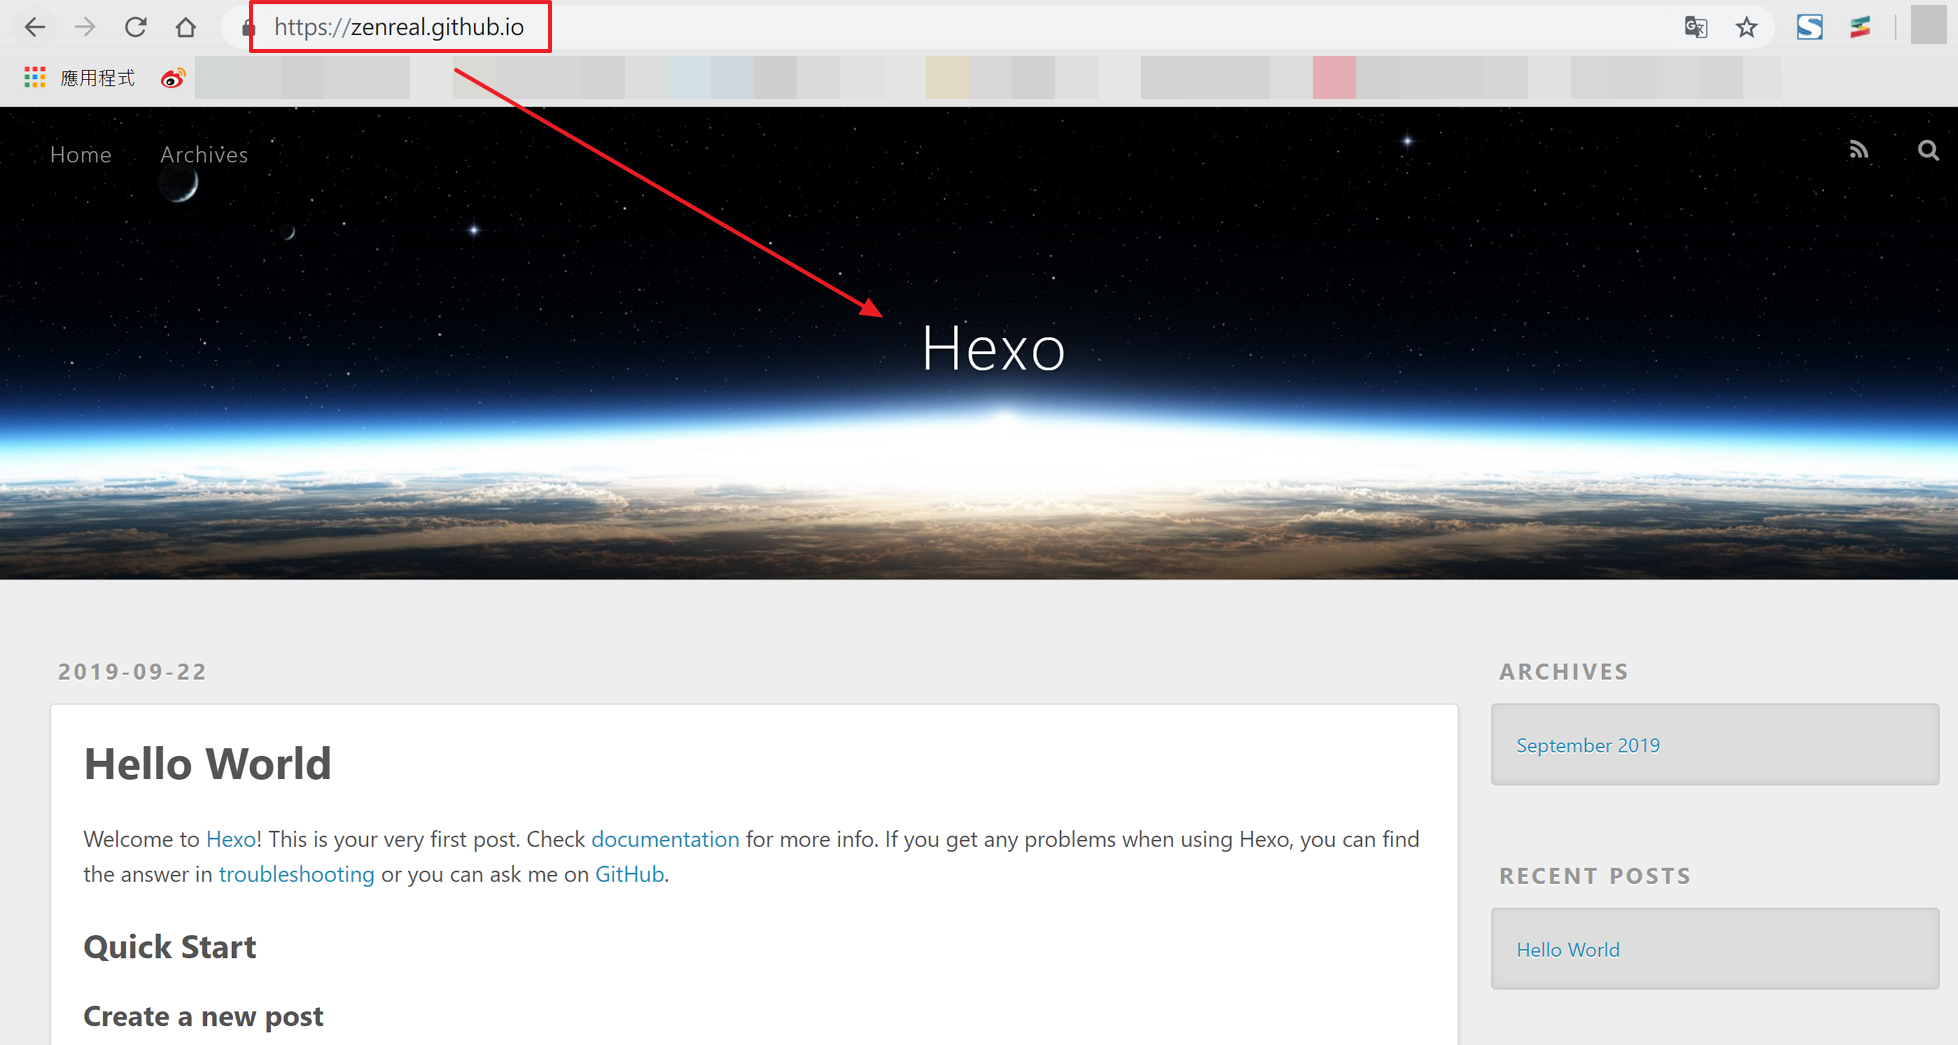 https://zenreal.github.io
應用程式
Home Archives
Hexo
2019-09-22
Hello World
Welcome to Hexo! This is your very first post. Check documentation for more info. If you get any problems when using Hexo, you can find
the answer in troubleshooting or you can ask me on GitHub.
Quick Start
Create a new post
ARCHIVES
September 2019
RECENT POSTS
Hello World